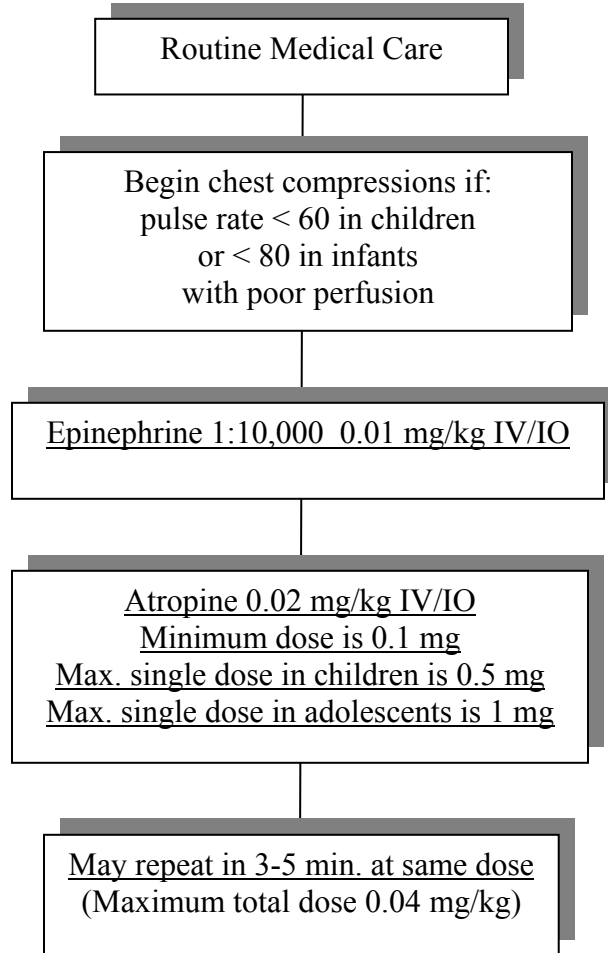 Routine Medical Care
Begin chest compressions if:
pulse rate < 60 in children
or < 80 in infants
with poor perfusion
Epinephrine 1:10,000  0.01 mg/kg IV/IO
Atropine 0.02 mg/kg IV/IO
Minimum dose is 0.1 mg
Max. single dose in children is 0.5 mg
Max. single dose in adolescents is 1 mg
May repeat in 3-5 min. at same dose
(Maximum total dose 0.04 mg/kg)